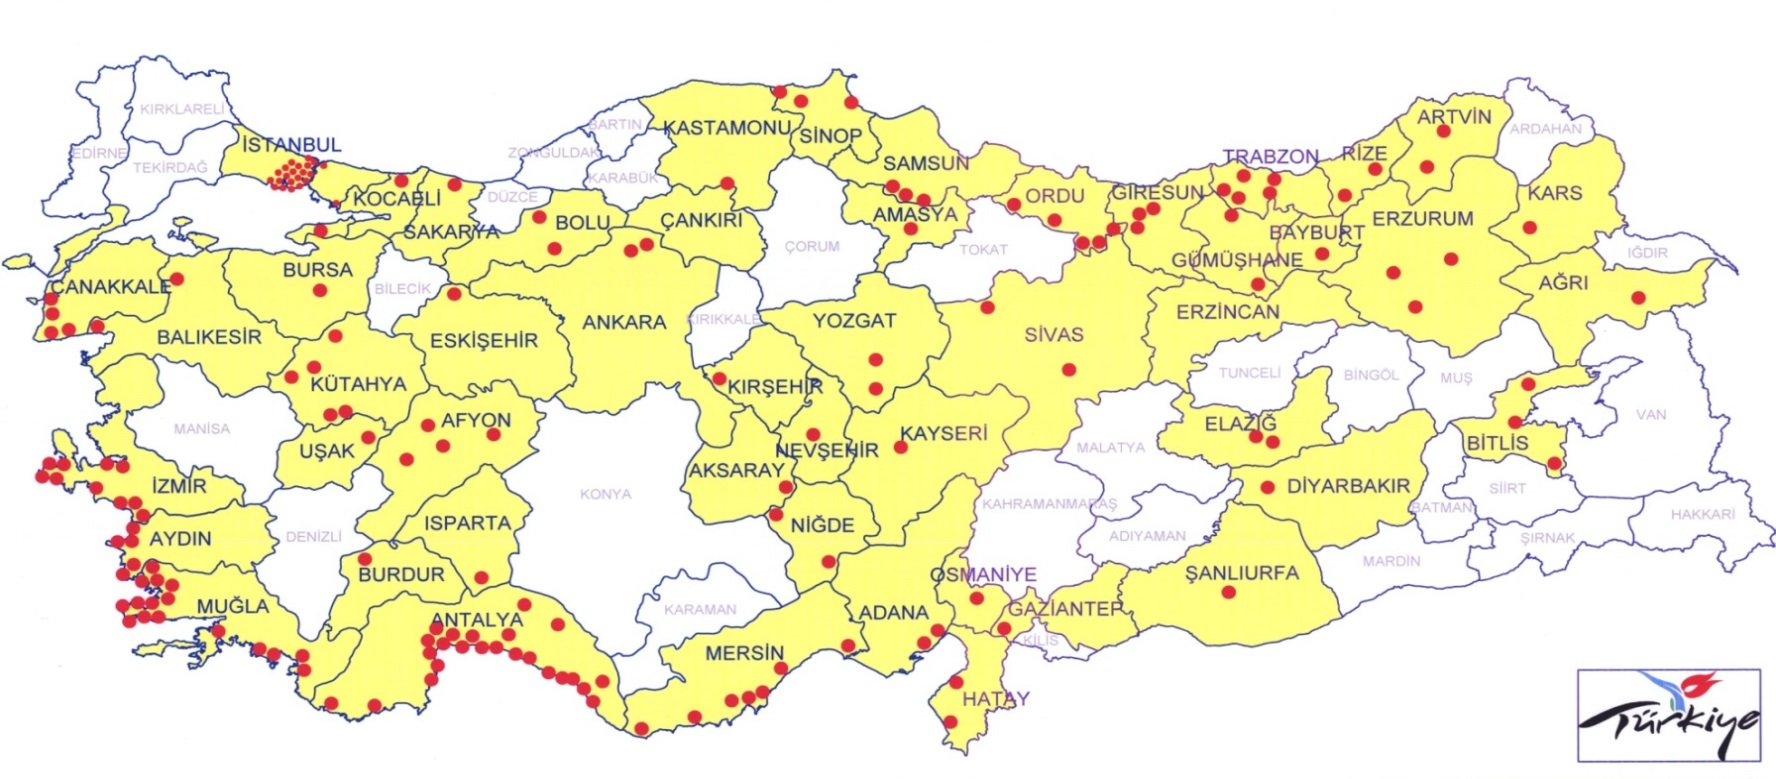 KIRKLARELİ
EDİRNE
TEKİRDAĞ
İSTANBUL
KOCAELİ
SAKARYA
DÜZCE
ZONGULDAK
BARTIN
KARABÜK
KASTAMONU
SİNOP
BOLU
ÇANKIRI
ÇORUM
SAMSUN
AMASYA
TOKAT
ORDU
GİRESUN
TRABZON
RİZE
ARTVİN
ARDAHAN
KARS
IĞDIR
AĞRI
ERZURUM
BAYBURT
GÜMÜŞHANE
ERZİNCAN
ÇANAKKALE
BURSA
BİLECİK
BALIKESİR
ESKİŞEHİR
ANKARA
KIRIKKALE
YOZGAT
SİVAS
TUNCELİ
BİNGÖL
MUŞ
VAN
KÜTAHYA
KIRŞEHİR
MANİSA
UŞAK
AFYON
NEVŞEHİR
KAYSERİ
MALATYA
ELAZIĞ
BİTLİS
İZMİR
AKSARAY
KONYA
DİYARBAKIR
SİİRT
BATMAN
HAKKARİ
ŞIRNAK
MARDİN
AYDIN
DENİZLİ
ISPARTA
NİĞDE
KAHRAMANMARAŞ
ADIYAMAN
ŞANLIURFA
BURDUR
MUĞLA
ANTALYA
KARAMAN
MERSİN
ADANA
OSMANİYE
GAZİANTEP
KİLİS
HATAY
Türkiye